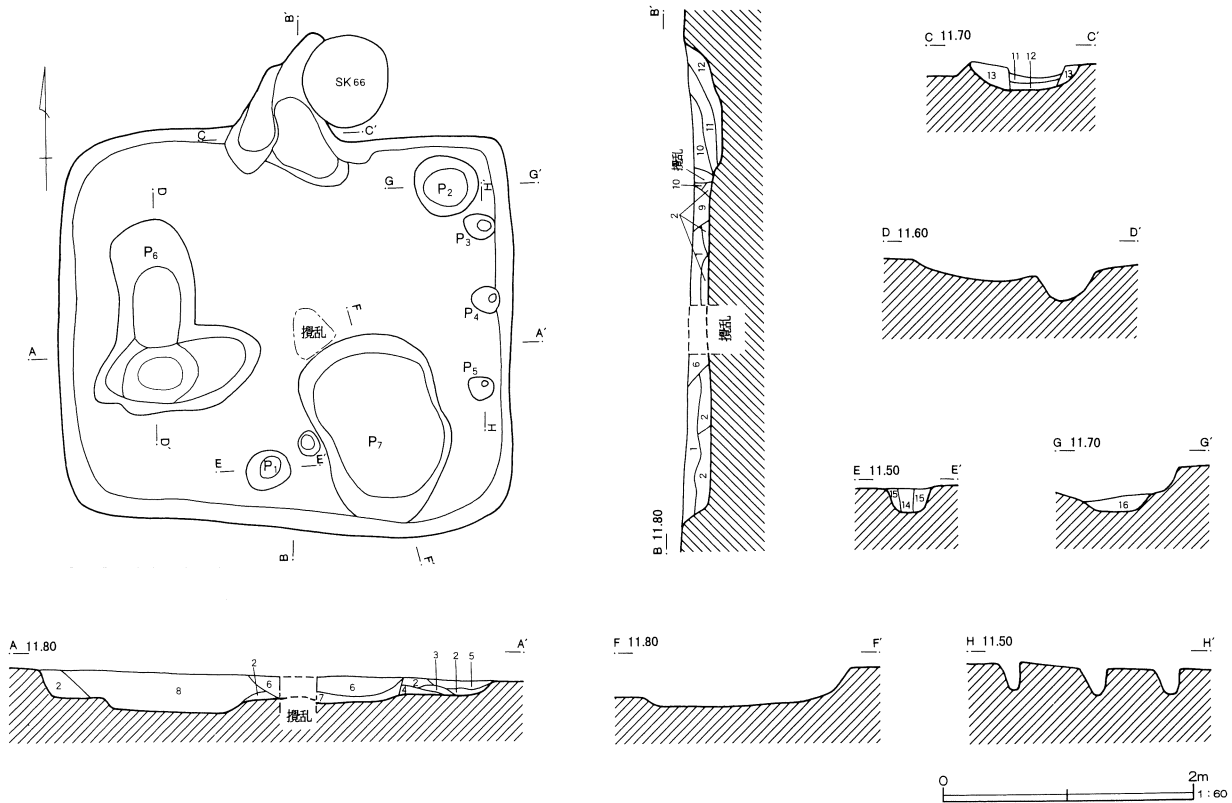 B′
SK66
C
C′
G
P2
H
G′
D
P3
P6
P4
F
攪乱
A
A′
P5
H′
D′
P7
E
P1
E′
B
F′
B′
12
11
10
攪乱
10
9
2
1
攪乱
6
2
1
2
B 11.80
C 11.70
C′
11
12
13
13
D 11.60
D′
E 11.50
E′
15
14
15
G 11.70
G′
16
A 11.80
A′
2
8
2
6
攪乱
7
6
4
2
3
2
5
F 11.80
F′
H 11.50
H′
0
2m
1:60